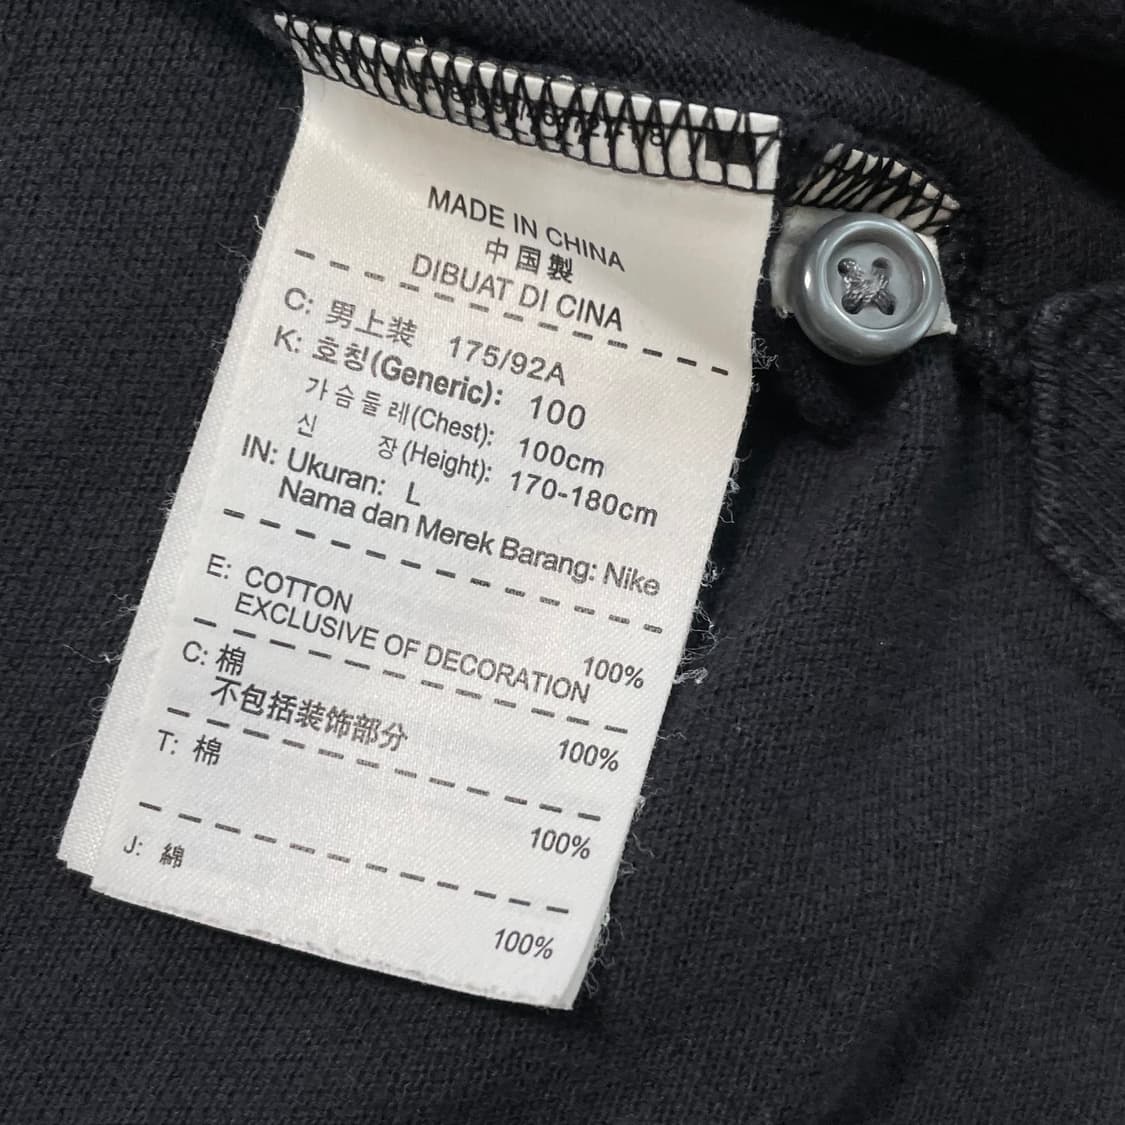 MADE IN CHINA
中国製
DIBUAT DI CINA
C: 男上装 175/92A
K: 호칭(Generic): 100
가슴둘레(Chest): 100cm
신 장(Height): 170-180cm
IN: Ukuran: L
Nama dan Merek Barang: Nike
E: COTTON 100%
EXCLUSIVE OF DECORATION
C: 棉 100%
不包括装饰部分
T: 棉 100%
J: 綿 100%